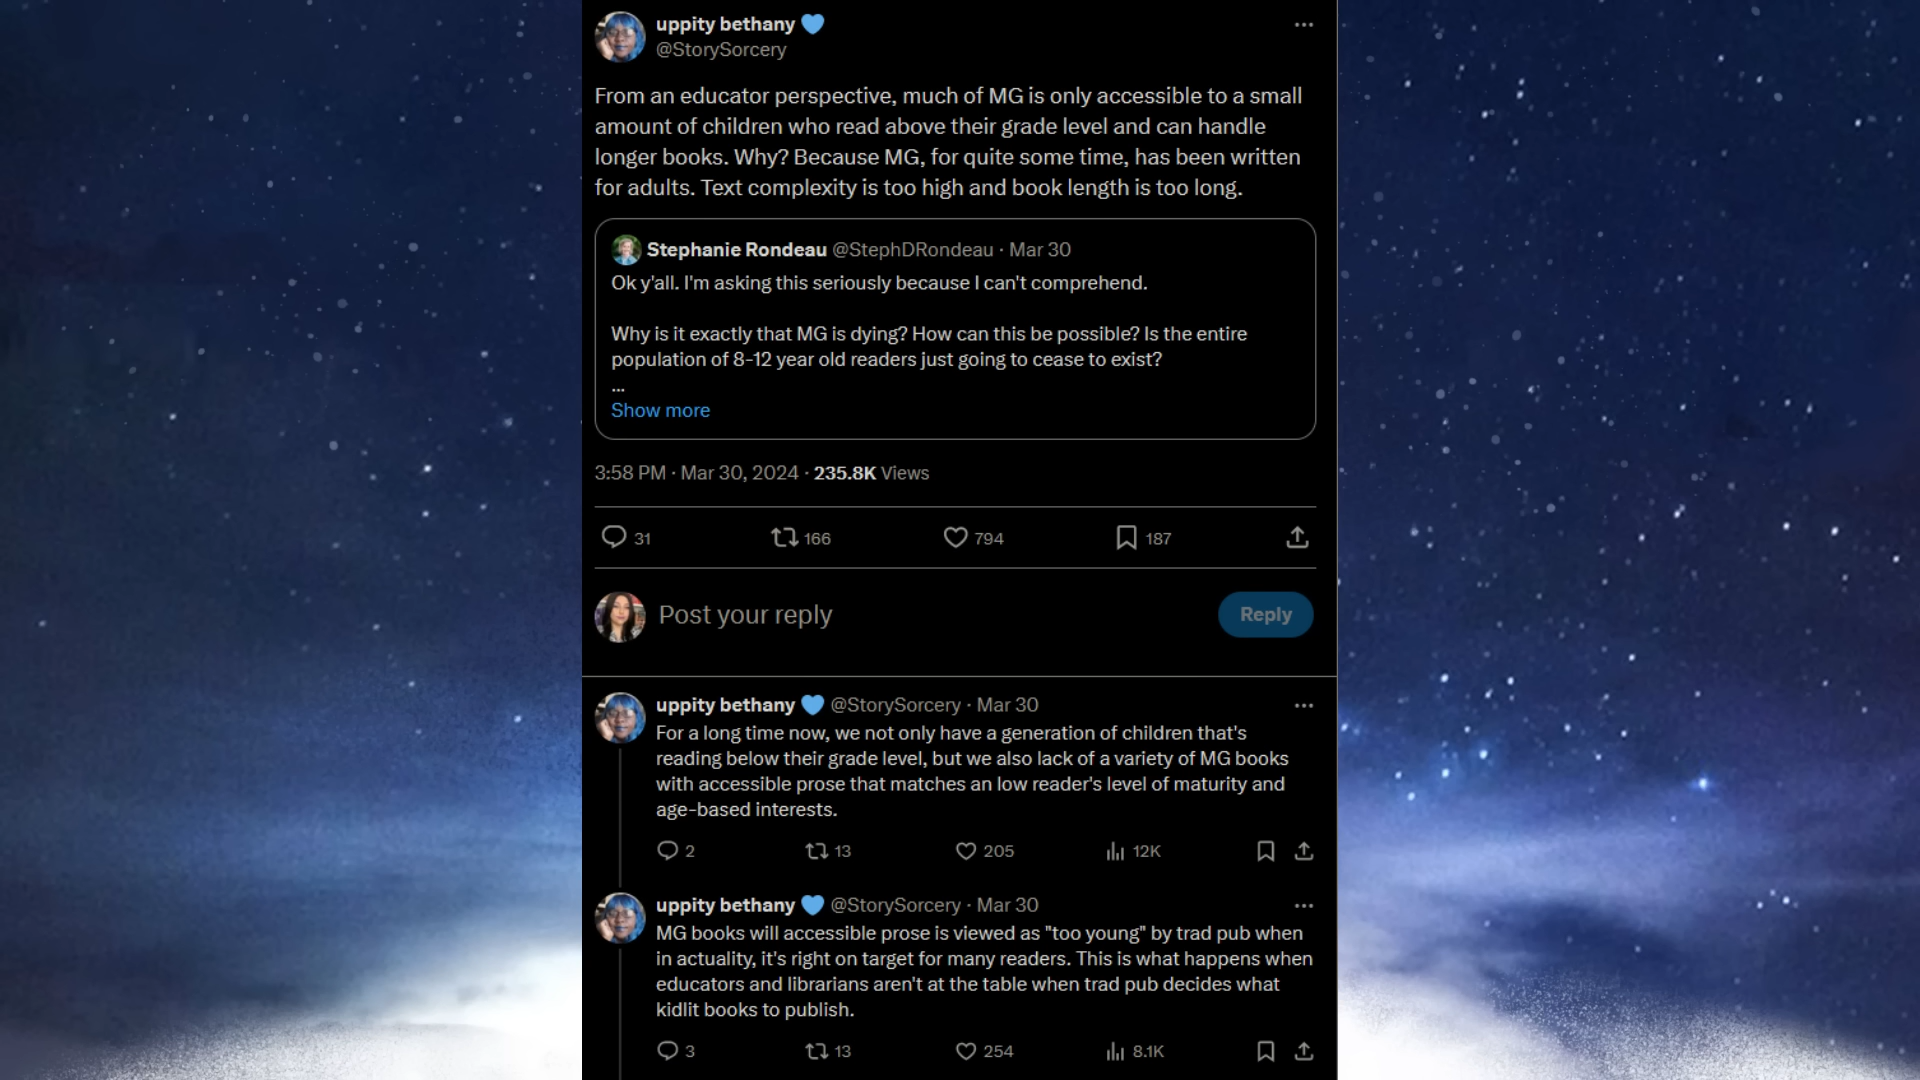 uppity bethany 💙
@StorySorcery
From an educator perspective, much of MG is only accessible to a small
amount of children who read above their grade level and can handle
longer books. Why? Because MG, for quite some time, has been written
for adults. Text complexity is too high and book length is too long.
Stephanie Rondeau @StephDRondeau · Mar 30
Ok y'all. I'm asking this seriously because I can't comprehend.
Why is it exactly that MG is dying? How can this be possible? Is the entire
population of 8-12 year old readers just going to cease to exist?
...
Show more
3:58 PM · Mar 30, 2024 · 235.8K Views
31 166 794 187
Post your reply Reply
uppity bethany 💙 @StorySorcery · Mar 30
For a long time now, we not only have a generation of children that's
reading below their grade level, but we also lack of a variety of MG books
with accessible prose that matches an low reader's level of maturity and
age-based interests.
2 13 205 12K
uppity bethany 💙 @StorySorcery · Mar 30
MG books will accessible prose is viewed as "too young" by trad pub when
in actuality, it's right on target for many readers. This is what happens when
educators and librarians aren't at the table when trad pub decides what
kidlit books to publish.
3 13 254 8.1K